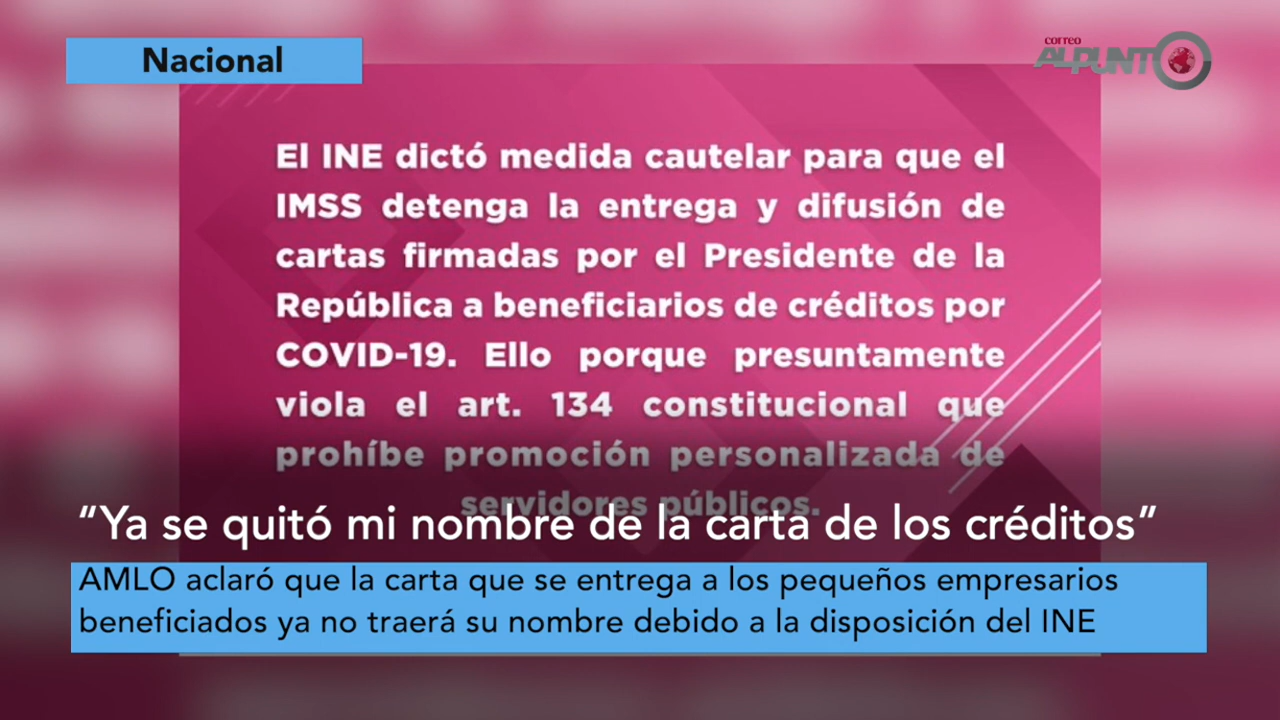 Nacional
correo
ALPUNTO
El INE dictó medida cautelar para que el
IMSS detenga la entrega y difusión de
cartas firmadas por el Presidente de la
República a beneficiarios de créditos por
COVID-19. Ello porque presuntamente
viola el art. 134 constitucional que
prohíbe promoción personalizada de
servidores públicos.
“Ya se quitó mi nombre de la carta de los créditos”
AMLO aclaró que la carta que se entrega a los pequeños empresarios
beneficiados ya no traerá su nombre debido a la disposición del INE